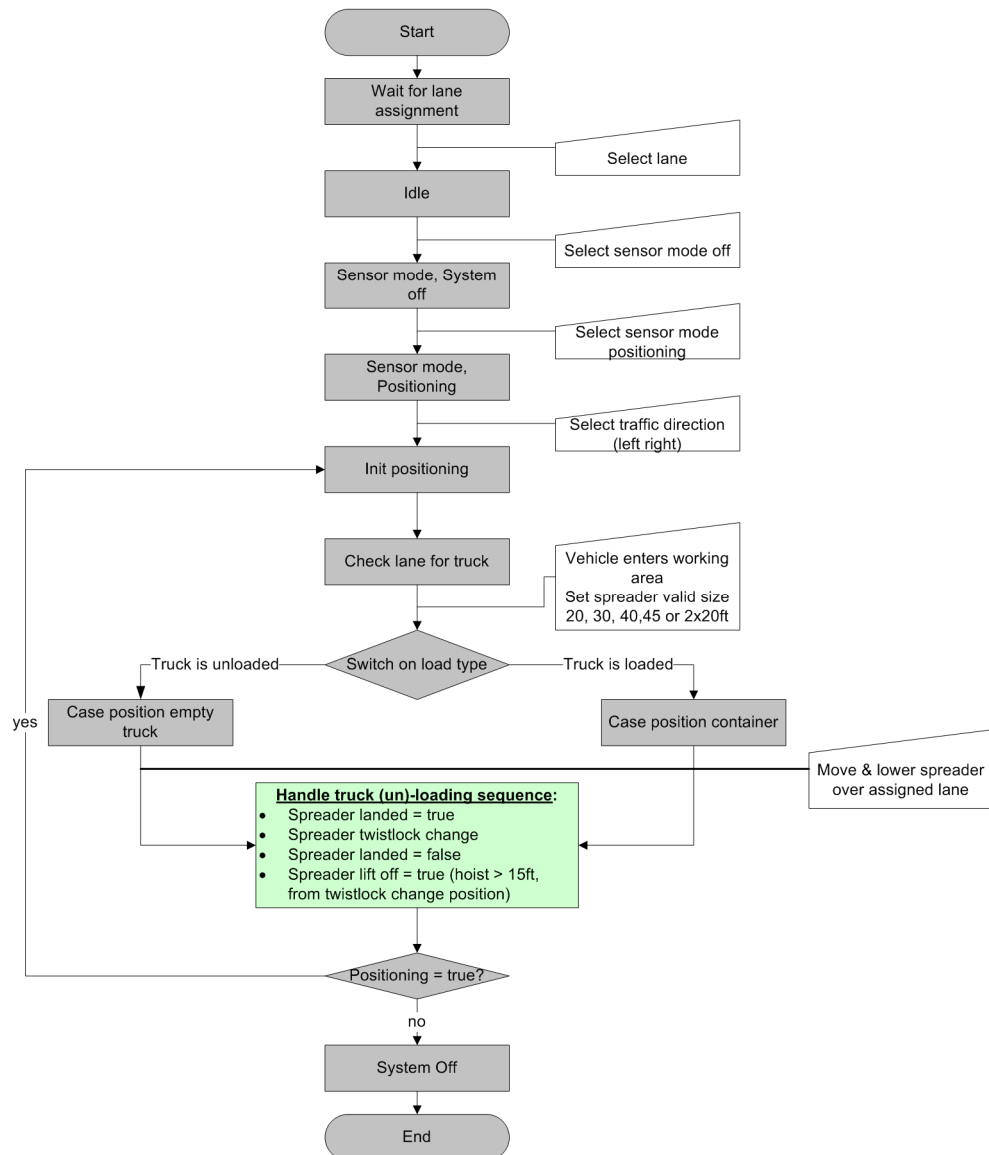 Start
Wait for lane
assignment
Select lane
Idle
Select sensor mode off
Sensor mode, System
off
Select sensor mode
positioning
Sensor mode,
Positioning
Select traffic direction
(left right)
Init positioning
Check lane for truck
Vehicle enters working
area
Set spreader valid size
20, 30, 40,45 or 2x20ft
Truck is unloaded
Switch on load type
Truck is loaded
yes
Case position empty
truck
Case position container
Move & lower spreader
over assigned lane
Handle truck (un)-loading sequence:
• Spreader landed = true
• Spreader twistlock change
• Spreader landed = false
• Spreader lift off = true (hoist > 15ft,
from twistlock change position)
Positioning = true?
no
System Off
End